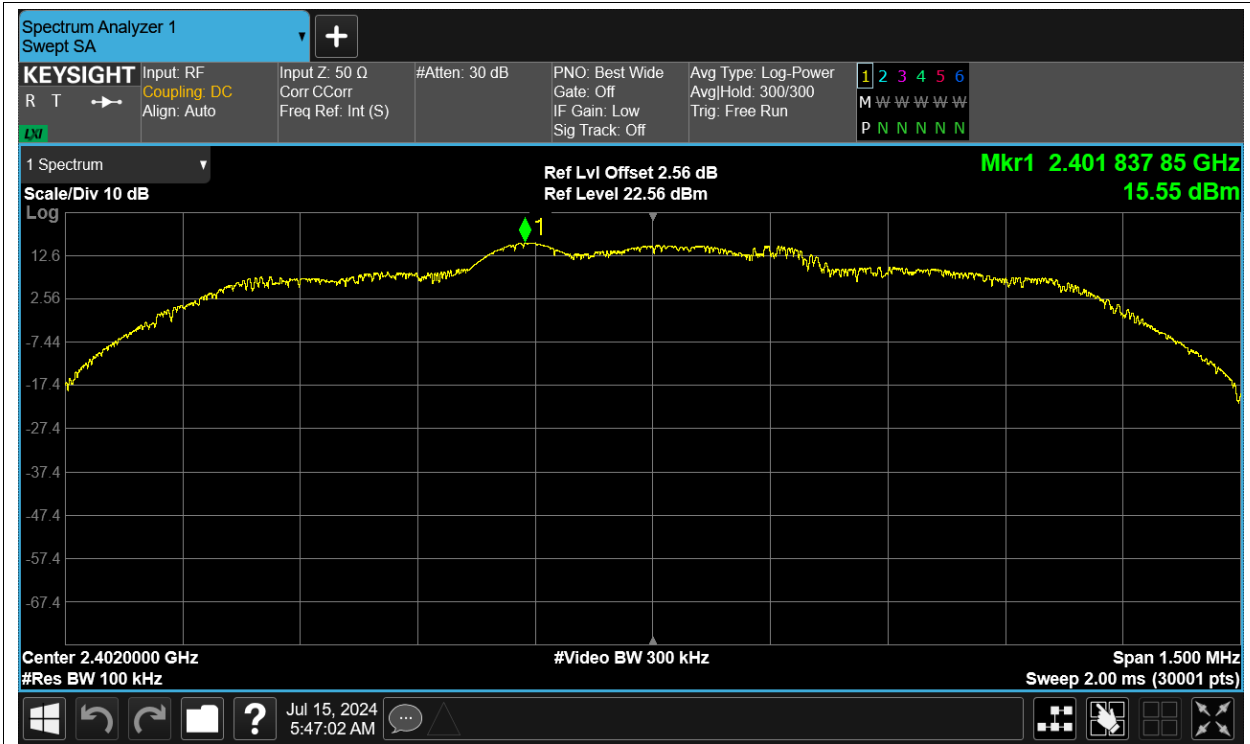 Spectrum Analyzer 1
Swept SA
KEYSIGHT
R T
LXI
Input: RF
Coupling: DC
Align: Auto
Input Z: 50 Ω
Corr CCorr
Freq Ref: Int (S)
#Atten: 30 dB
PNO: Best Wide
Gate: Off
IF Gain: Low
Sig Track: Off
Avg Type: Log-Power
Avg|Hold: 300/300
Trig: Free Run
1 2 3 4 5 6
M W W W W W
P N N N N N
1 Spectrum
Scale/Div 10 dB
Log
Ref Lvl Offset 2.56 dB
Ref Level 22.56 dBm
Mkr1 2.401 837 85 GHz
15.55 dBm
1
12.6
2.56
-7.44
-17.4
-27.4
-37.4
-47.4
-57.4
-67.4
Center 2.4020000 GHz
#Res BW 100 kHz
#Video BW 300 kHz
Span 1.500 MHz
Sweep 2.00 ms (30001 pts)
?
Jul 15, 2024
5:47:02 AM